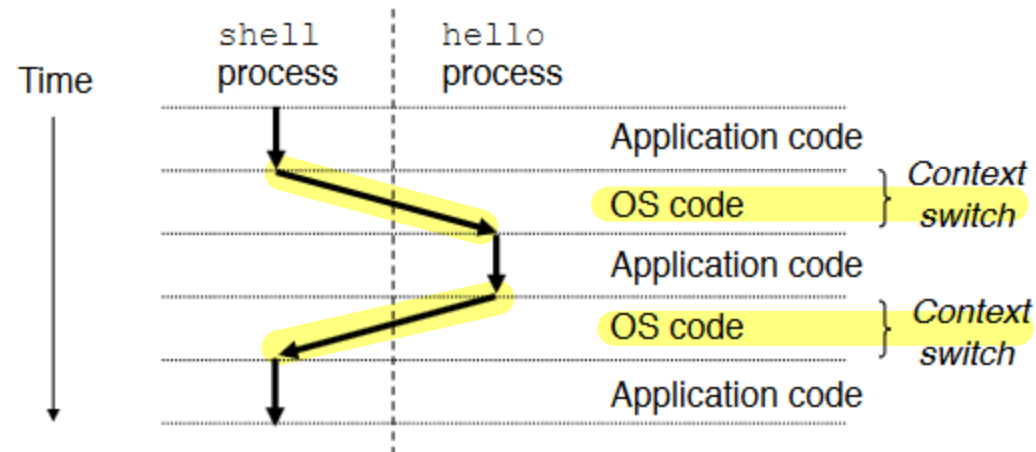 shell
process
hello
process
Time
Application code
OS code
Context
switch
Application code
OS code
Context
switch
Application code